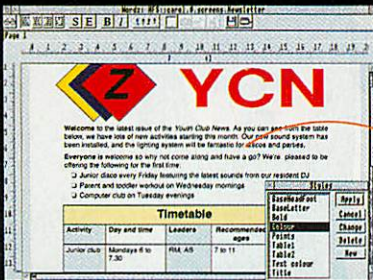 Wordz: AFS::carol.$.screens.Newsletter
S E B I
Page 1
Z YCN
Welcome to the latest issue of the Youth Club News. As you can see from the table
below, we have lots of new activities starting this month. Our new sound system has
been installed, and the lighting system will be fantastic for discos and parties.
Everyone is welcome so why not come along and have a go? We're pleased to be
offering the following for the first time:
Junior disco every Friday featuring the latest sounds from our resident DJ
Parent and toddler workout on Wednesday mornings
Computer club on Tuesday evenings
Timetable
Activity Day and time Leaders Recommended
ages
Junior club Mondays 6 to RM, AS 7 to 11
7.30
Styles
BaseHeadFoot
BaseLetter
Bold
Colour
Points
Table1
Table2
Text colour
Title
Apply
Cancel
Change
Delete
New